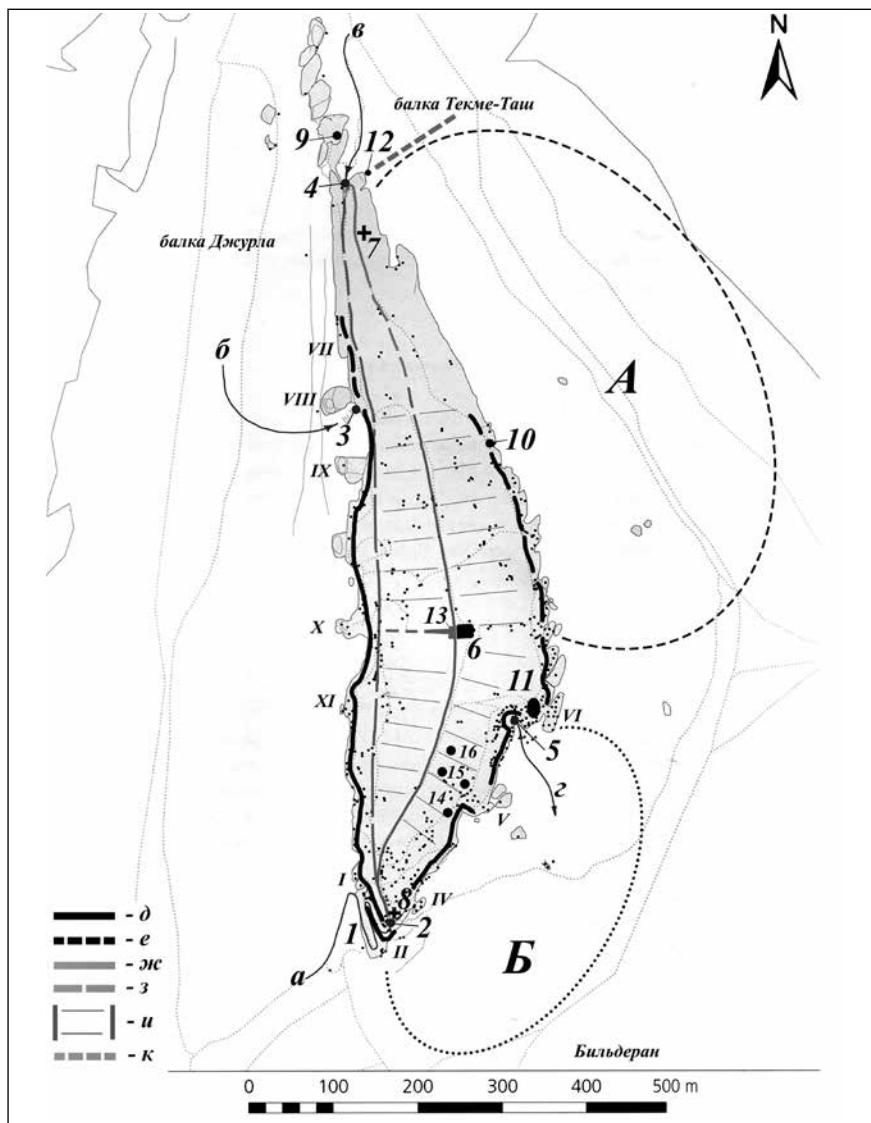 N
в
балка Текме-Таш
9
12
4
7
балка Джурла
А
б
VII
VIII
3
10
IX
X
13
6
XI
11
VI
5
16
15
г
14
V
I
8
IV
1
2
II
а
Б
- д
- е
- ж
- з
- и
- к
Бильдеран
0 100 200 300 400 500 m